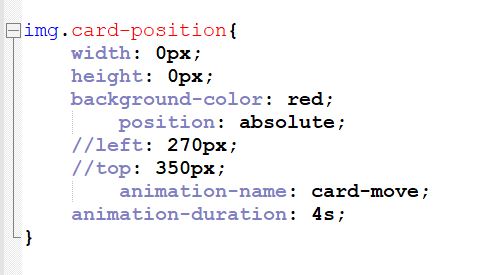 img.card-position{
width: 0px;
height: 0px;
background-color: red;
position: absolute;
//left: 270px;
//top: 350px;
animation-name: card-move;
animation-duration: 4s;
}